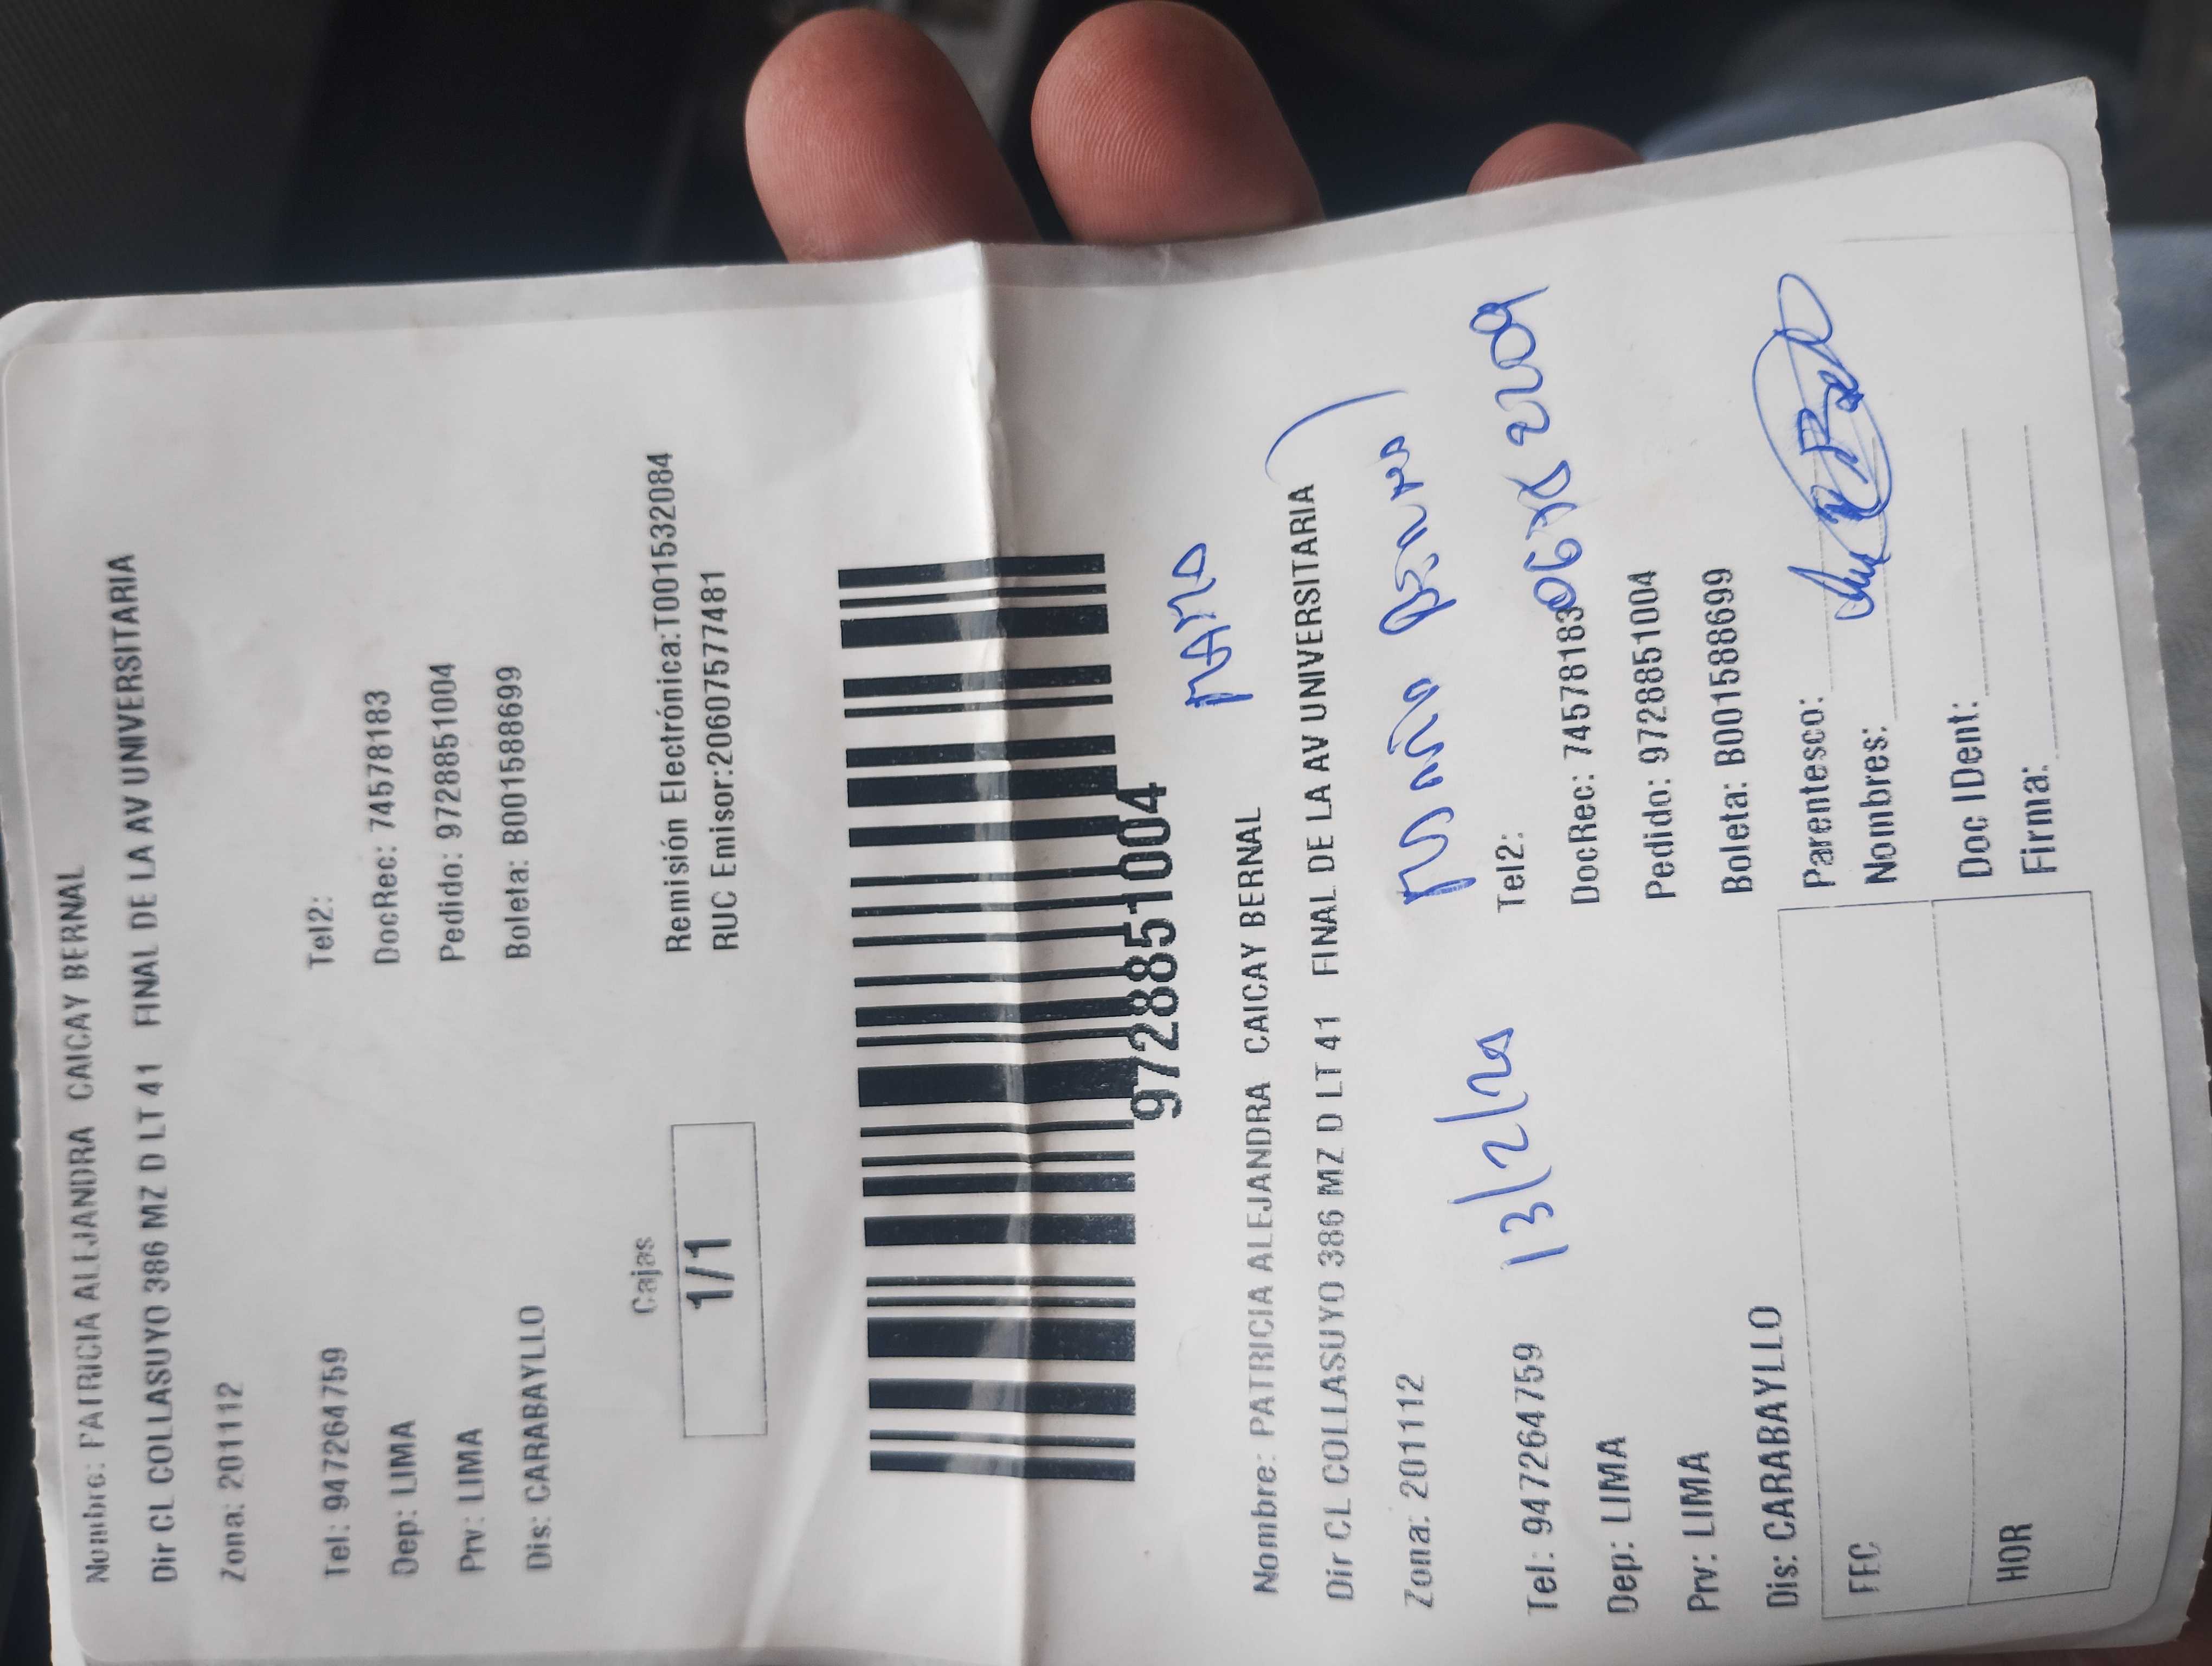 Nombre: PATRICIA ALEJANDRA CAICAY BERNAL
Dir CL COLLASUYO 386 MZ D LT 41 FINAL DE LA AV UNIVERSITARIA
Zona: 201112
Tel: 947264759 Tel2:
Dep: LIMA DocRec: 74578183
Prv: LIMA Pedido: 97288851004
Dis: CARABAYLLO Boleta: B001588699
Cajas
1/1
Remisión Electrónica:T001532084
RUC Emisor:20607577481
97288851004
Nombre: PATRICIA ALEJANDRA CAICAY BERNAL
Dir CL COLLASUYO 386 MZ D LT 41 FINAL DE LA AV UNIVERSITARIA
Zona: 201112
Tel: 947264759 Tel2:
Dep: LIMA DocRec: 74578183
Prv: LIMA Pedido: 97288851004
Dis: CARABAYLLO Boleta: B001588699
FEC
HOR
Parentesco:
Nombres:
Doc IDent:
Firma: